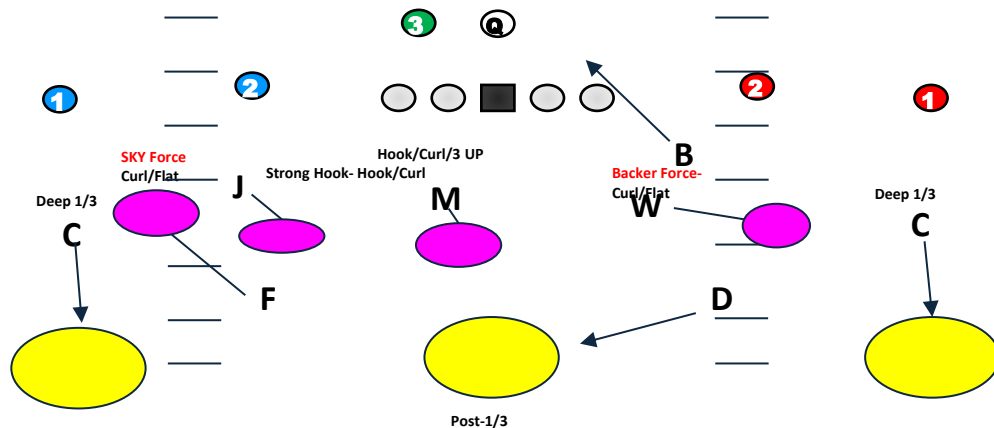 3 Q
1 2 2 1
Hook/Curl/3 UP
B
SKY Force
Curl/Flat
Strong Hook- Hook/Curl
Backer Force-
Curl/Flat
J
M
W
Deep 1/3
C
Deep 1/3
C
F
D
Post-1/3